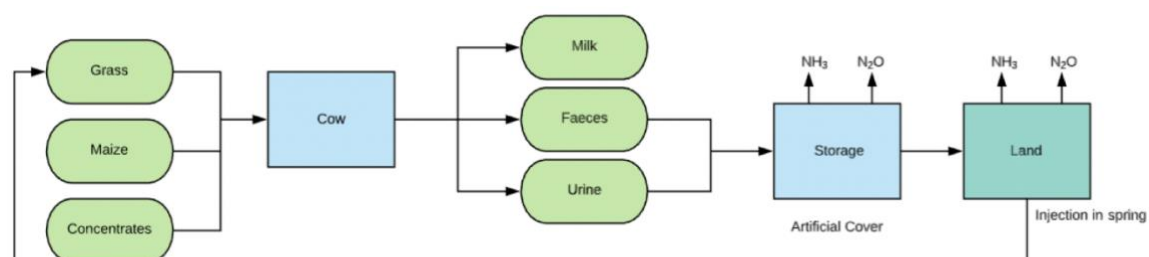 Grass
Maize
Concentrates
Cow
Milk
Faeces
Urine
NH₃
N₂O
Storage
Artificial Cover
NH₃
N₂O
Land
Injection in spring